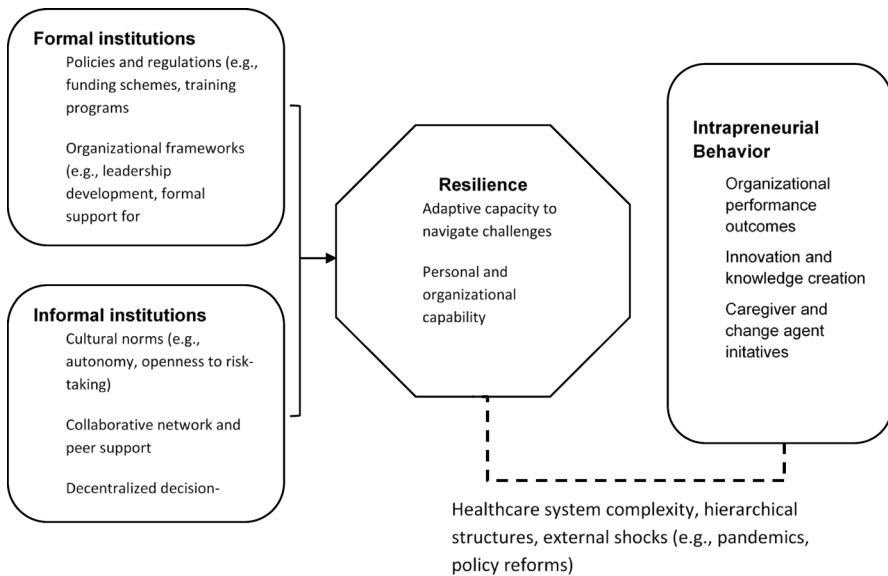 Formal institutions
Policies and regulations (e.g.,
funding schemes, training
programs
Organizational frameworks
(e.g., leadership
development, formal
support for
Informal institutions
Cultural norms (e.g.,
autonomy, openness to risk-
taking)
Collaborative network and
peer support
Decentralized decision-
Resilience
Adaptive capacity to
navigate challenges
Personal and
organizational
capability
Intrapreneurial
Behavior
Organizational
performance
outcomes
Innovation and
knowledge creation
Caregiver and
change agent
initatives
Healthcare system complexity, hierarchical
structures, external shocks (e.g., pandemics,
policy reforms)